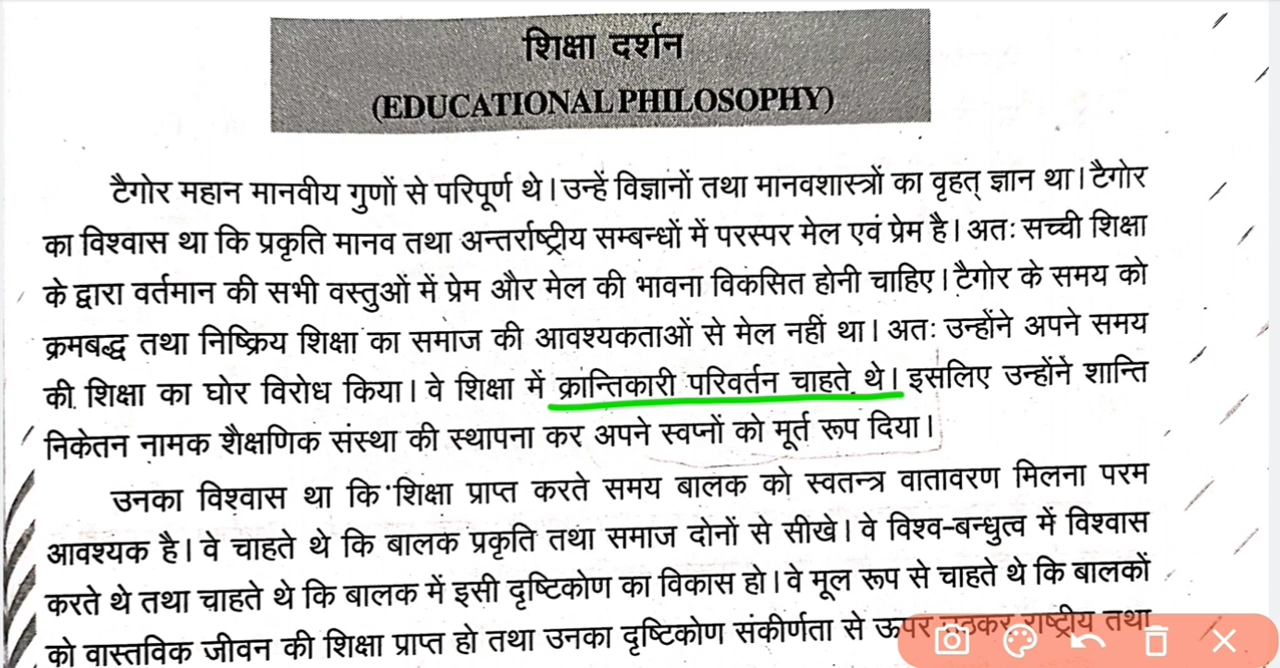 शिक्षा दर्शन
(EDUCATIONAL PHILOSOPHY)
टैगोर महान मानवीय गुणों से परिपूर्ण थे। उन्हें विज्ञानों तथा मानवशास्त्रों का वृहत् ज्ञान था। टैगोर
का विश्वास था कि प्रकृति मानव तथा अन्तर्राष्ट्रीय सम्बन्धों में परस्पर मेल एवं प्रेम है। अतः सच्ची शिक्षा
के द्वारा वर्तमान की सभी वस्तुओं में प्रेम और मेल की भावना विकसित होनी चाहिए। टैगोर के समय को
क्रमबद्ध तथा निष्क्रिय शिक्षा का समाज की आवश्यकताओं से मेल नहीं था। अतः उन्होंने अपने समय
की शिक्षा का घोर विरोध किया। वे शिक्षा में क्रान्तिकारी परिवर्तन चाहते थे। इसलिए उन्होंने शान्ति
निकेतन नामक शैक्षणिक संस्था की स्थापना कर अपने स्वप्नों को मूर्त रूप दिया।
उनका विश्वास था कि शिक्षा प्राप्त करते समय बालक को स्वतन्त्र वातावरण मिलना परम
आवश्यक है। वे चाहते थे कि बालक प्रकृति तथा समाज दोनों से सीखे। वे विश्व-बन्धुत्व में विश्वास
करते थे तथा चाहते थे कि बालक में इसी दृष्टिकोण का विकास हो। वे मूल रूप से चाहते थे कि बालकों
को वास्तविक जीवन की शिक्षा प्राप्त हो तथा उनका दृष्टिकोण संकीर्णता से ऊपर राष्ट्रीय तथा